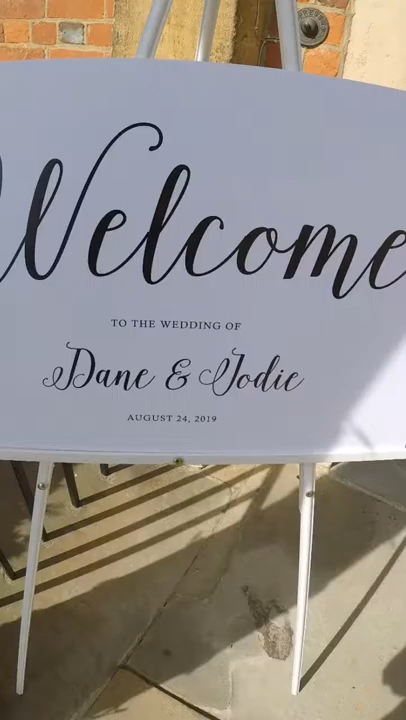 Welcome
TO THE WEDDING OF
Dane & Jodie
AUGUST 24, 2019